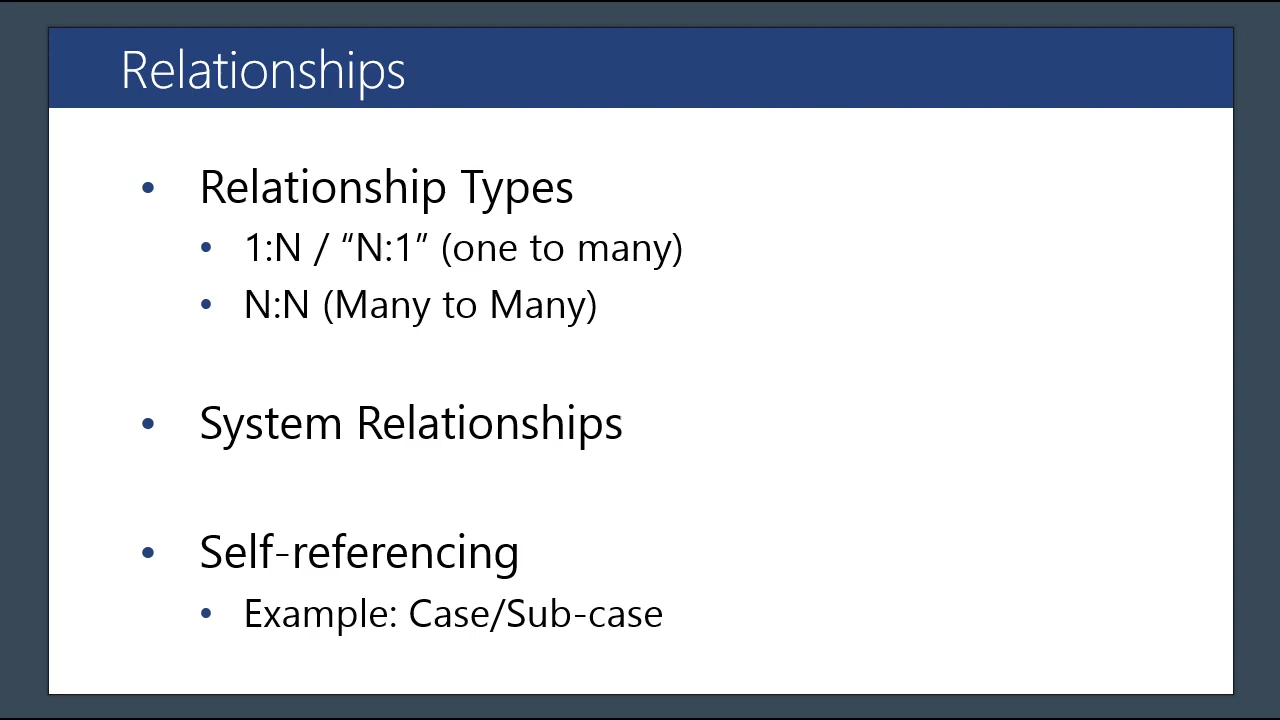 Relationships
• Relationship Types
• 1:N / “N:1” (one to many)
• N:N (Many to Many)
• System Relationships
• Self-referencing
• Example: Case/Sub-case